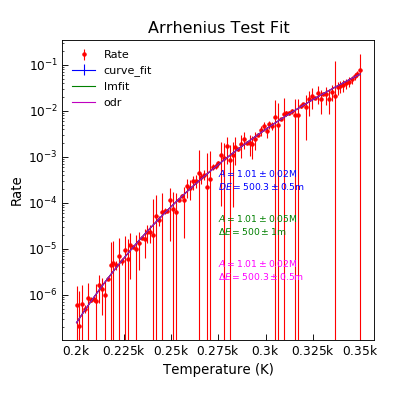 Arrhenius Test Fit
Rate
curve_fit
lmfit
odr
A = 1.01 ± 0.02M
DE = 500.3 ± 0.5m
A = 1.01 ± 0.05M
ΔE = 500 ± 1m
A = 1.01 ± 0.02M
ΔE = 500.3 ± 0.5m
Rate
10⁻¹
10⁻²
10⁻³
10⁻⁴
10⁻⁵
10⁻⁶
0.2k 0.225k 0.25k 0.275k 0.3k 0.325k 0.35k
Temperature (K)